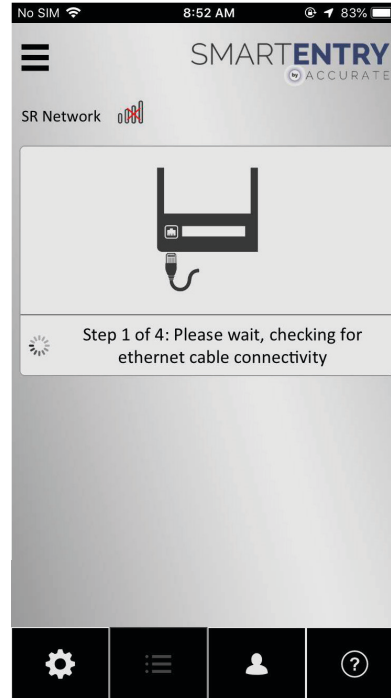 No SIM 8:52 AM 83%
SMARTENTRY
by ACCURATE
SR Network
Step 1 of 4: Please wait, checking for
ethernet cable connectivity
?